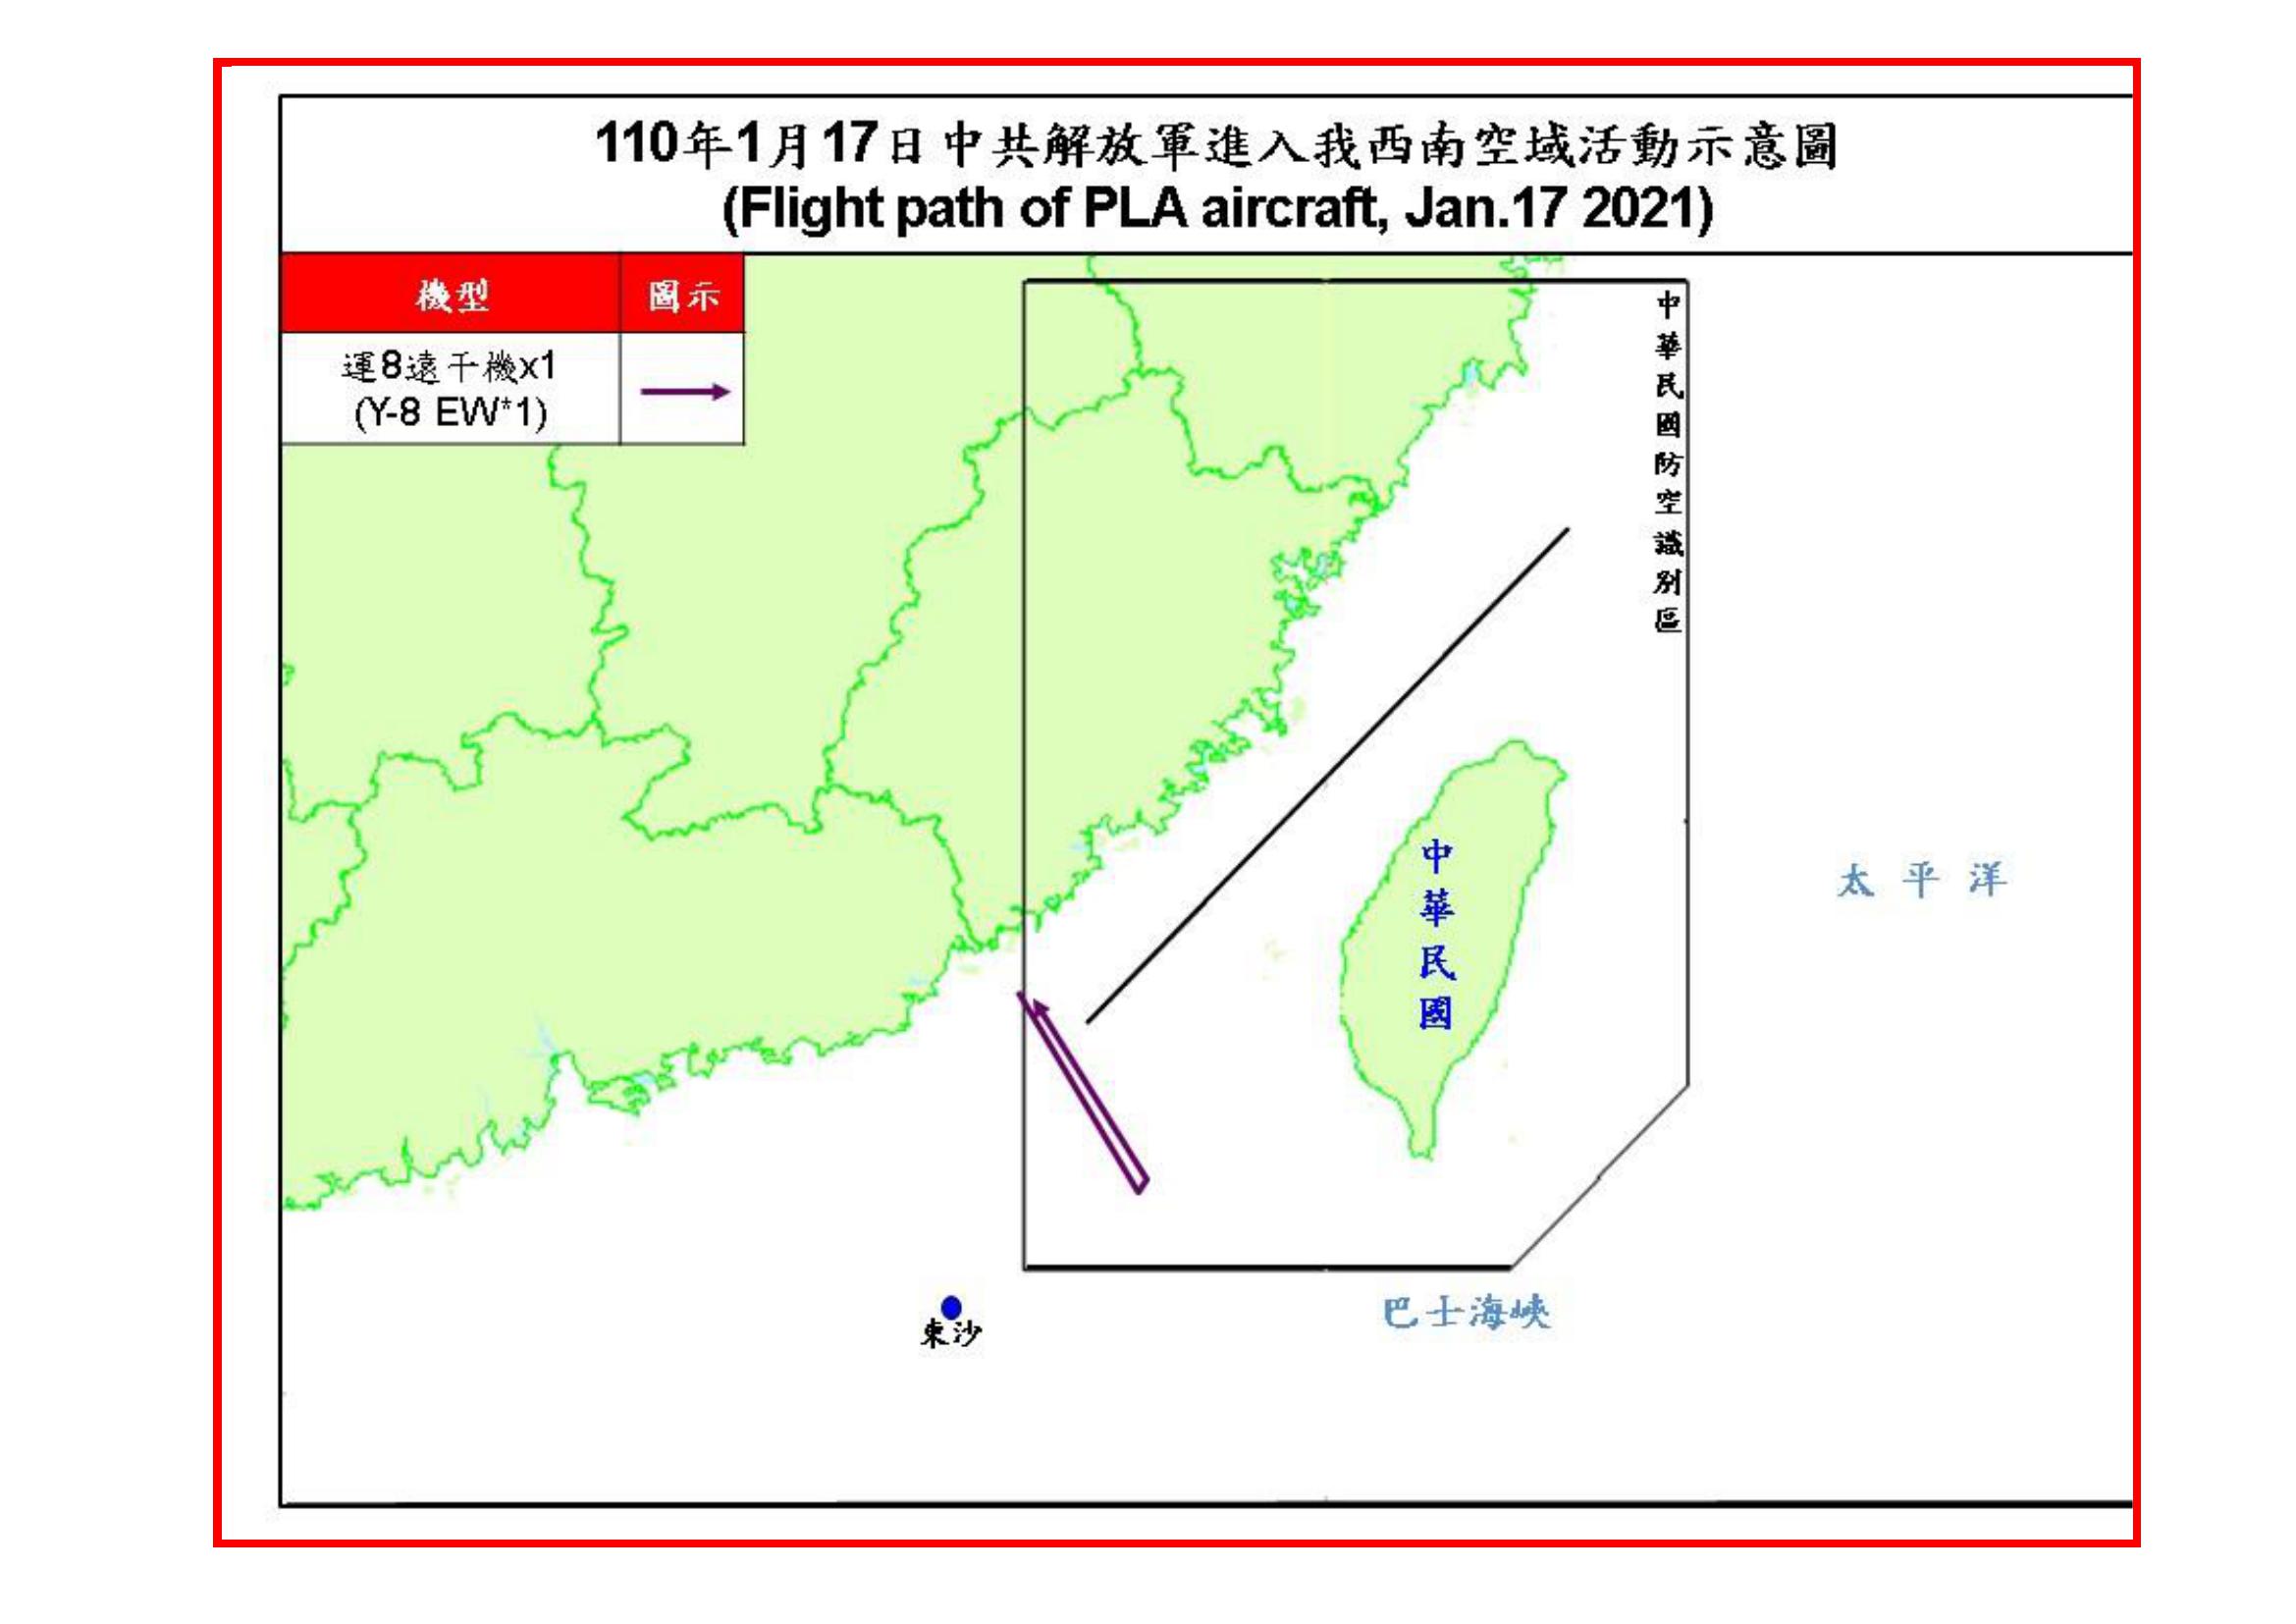 110年1月17日中共解放軍進入我西南空域活動示意圖
(Flight path of PLA aircraft, Jan.17 2021)
機型 圖示
運8遠干機x1
(Y-8 EW*1)
中華民國防空識別區
中華民國
太平洋
巴士海峽
東沙